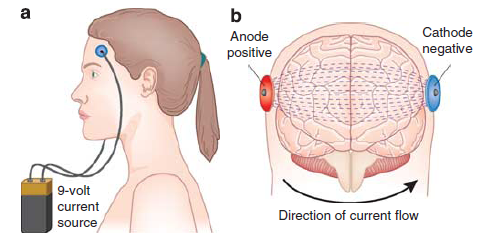 a
9-volt
current
source
b
Anode
positive
Cathode
negative
Direction of current flow